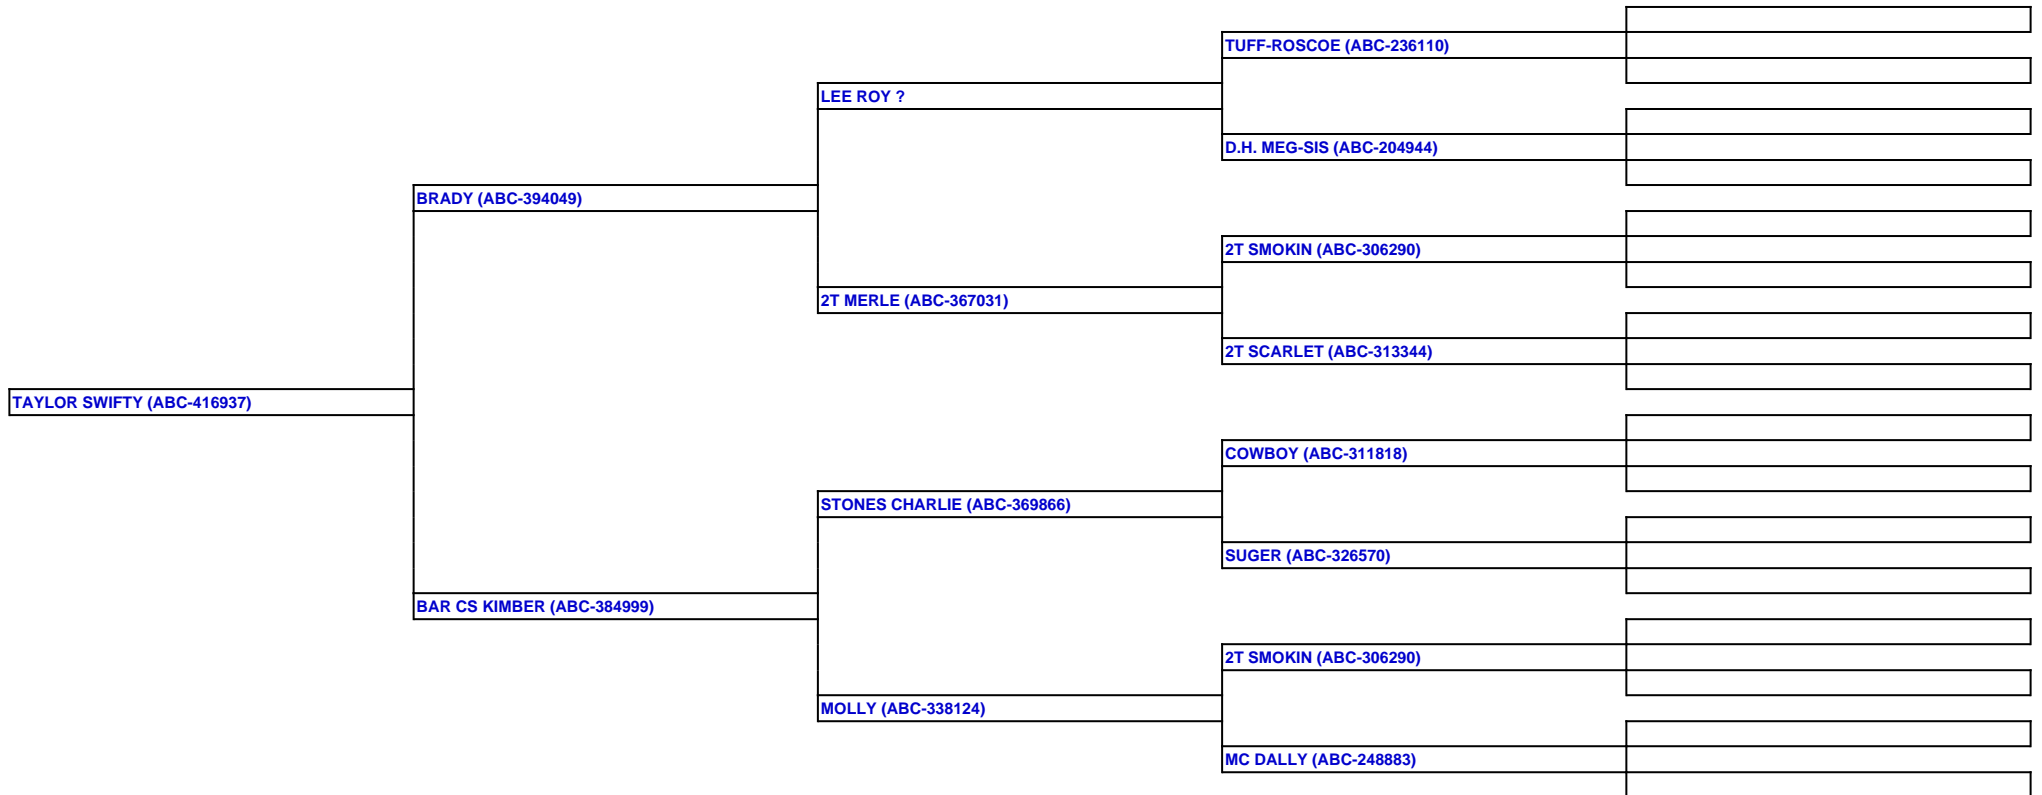 TUFF-ROSCOE (ABC-236110)
LEE ROY ?
D.H. MEG-SIS (ABC-204944)
BRADY (ABC-394049)
2T SMOKIN (ABC-306290)
2T MERLE (ABC-367031)
2T SCARLET (ABC-313344)
TAYLOR SWIFTY (ABC-416937)
COWBOY (ABC-311818)
STONES CHARLIE (ABC-369866)
SUGER (ABC-326570)
BAR CS KIMBER (ABC-384999)
2T SMOKIN (ABC-306290)
MOLLY (ABC-338124)
MC DALLY (ABC-248883)